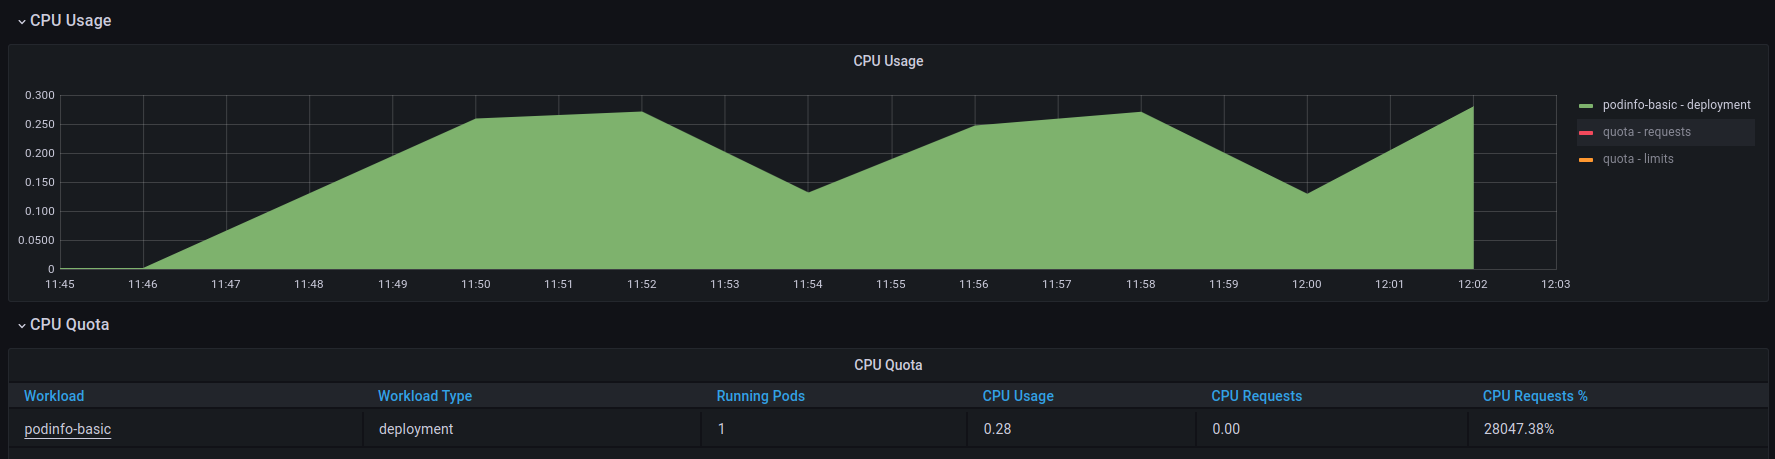 CPU Usage
CPU Usage
0.300
0.250
0.200
0.150
0.100
0.0500
0
11:45 11:46 11:47 11:48 11:49 11:50 11:51 11:52 11:53 11:54 11:55 11:56 11:57 11:58 11:59 12:00 12:01 12:02 12:03
podinfo-basic - deployment
quota - requests
quota - limits
CPU Quota
CPU Quota
Workload Workload Type Running Pods CPU Usage CPU Requests CPU Requests %
podinfo-basic deployment 1 0.28 0.00 28047.38%